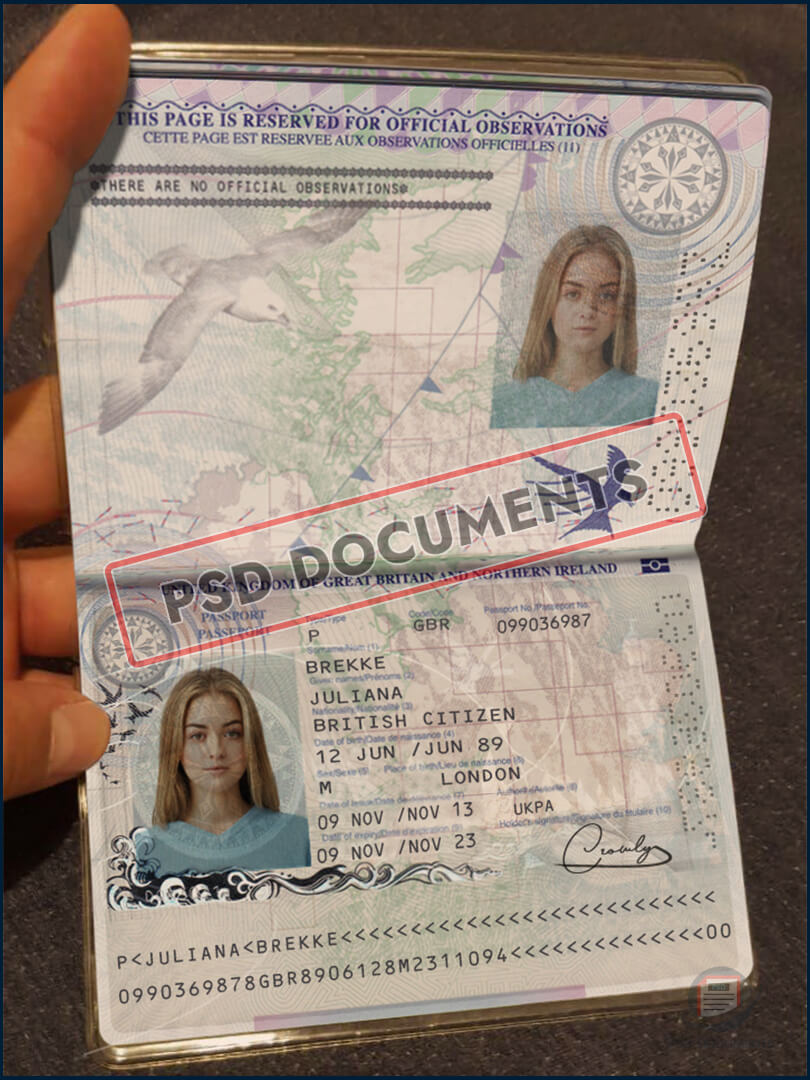 THIS PAGE IS RESERVED FOR OFFICIAL OBSERVATIONS
CETTE PAGE EST RESERVEE AUX OBSERVATIONS OFFICIELLES (11)
THERE ARE NO OFFICIAL OBSERVATIONS
PSD DOCUMENTS
UNITED KINGDOM OF GREAT BRITAIN AND NORTHERN IRELAND
PASSPORT
PASSEPORT
Type/Type
Code/Code
Passport No./Passeport No.
P GBR 099036987
Surname/Nom (1)
BREKKE
Given names/Prénoms (2)
JULIANA
Nationality/Nationalité (3)
BRITISH CITIZEN
Date of birth/Date de naissance (4)
12 JUN /JUN 89
Sex/Sexe (5) Place of birth/Lieu de naissance (6)
M LONDON
Date of issue/Date de délivrance (7) Authority/Autorité (8)
09 NOV /NOV 13 UKPA
Date of expiry/Date d'expiration (9) Holder's signature/Signature du titulaire (10)
09 NOV /NOV 23
P<JULIANA<BREKKE<<<<<<<<<<<<<<<<<<<<<<<<<<<<
0990369878GBR8906128M2311094<<<<<<<<<<<<<<00